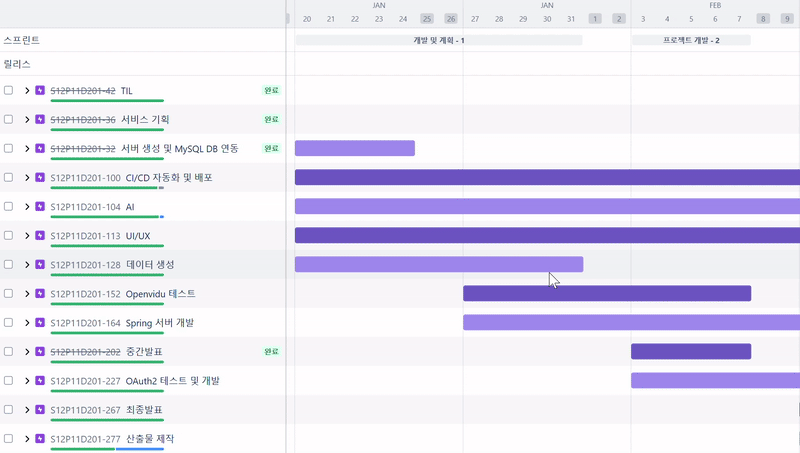 JAN JAN FEB
20 21 22 23 24 25 26 27 28 29 30 31 1 2 3 4 5 6 7 8 9
스프린트 개발 및 계획 - 1 프로젝트 개발 - 2
릴리스
S12P11D201-42 TIL 완료
S12P11D201-36 서비스 기획 완료
S12P11D201-32 서버 생성 및 MySQL DB 연동 완료
S12P11D201-100 CI/CD 자동화 및 배포
S12P11D201-104 AI
S12P11D201-113 UI/UX
S12P11D201-128 데이터 생성
S12P11D201-152 Openvidu 테스트
S12P11D201-164 Spring 서버 개발
S12P11D201-202 중간발표 완료
S12P11D201-227 OAuth2 테스트 및 개발
S12P11D201-267 최종발표
S12P11D201-277 산출물 제작